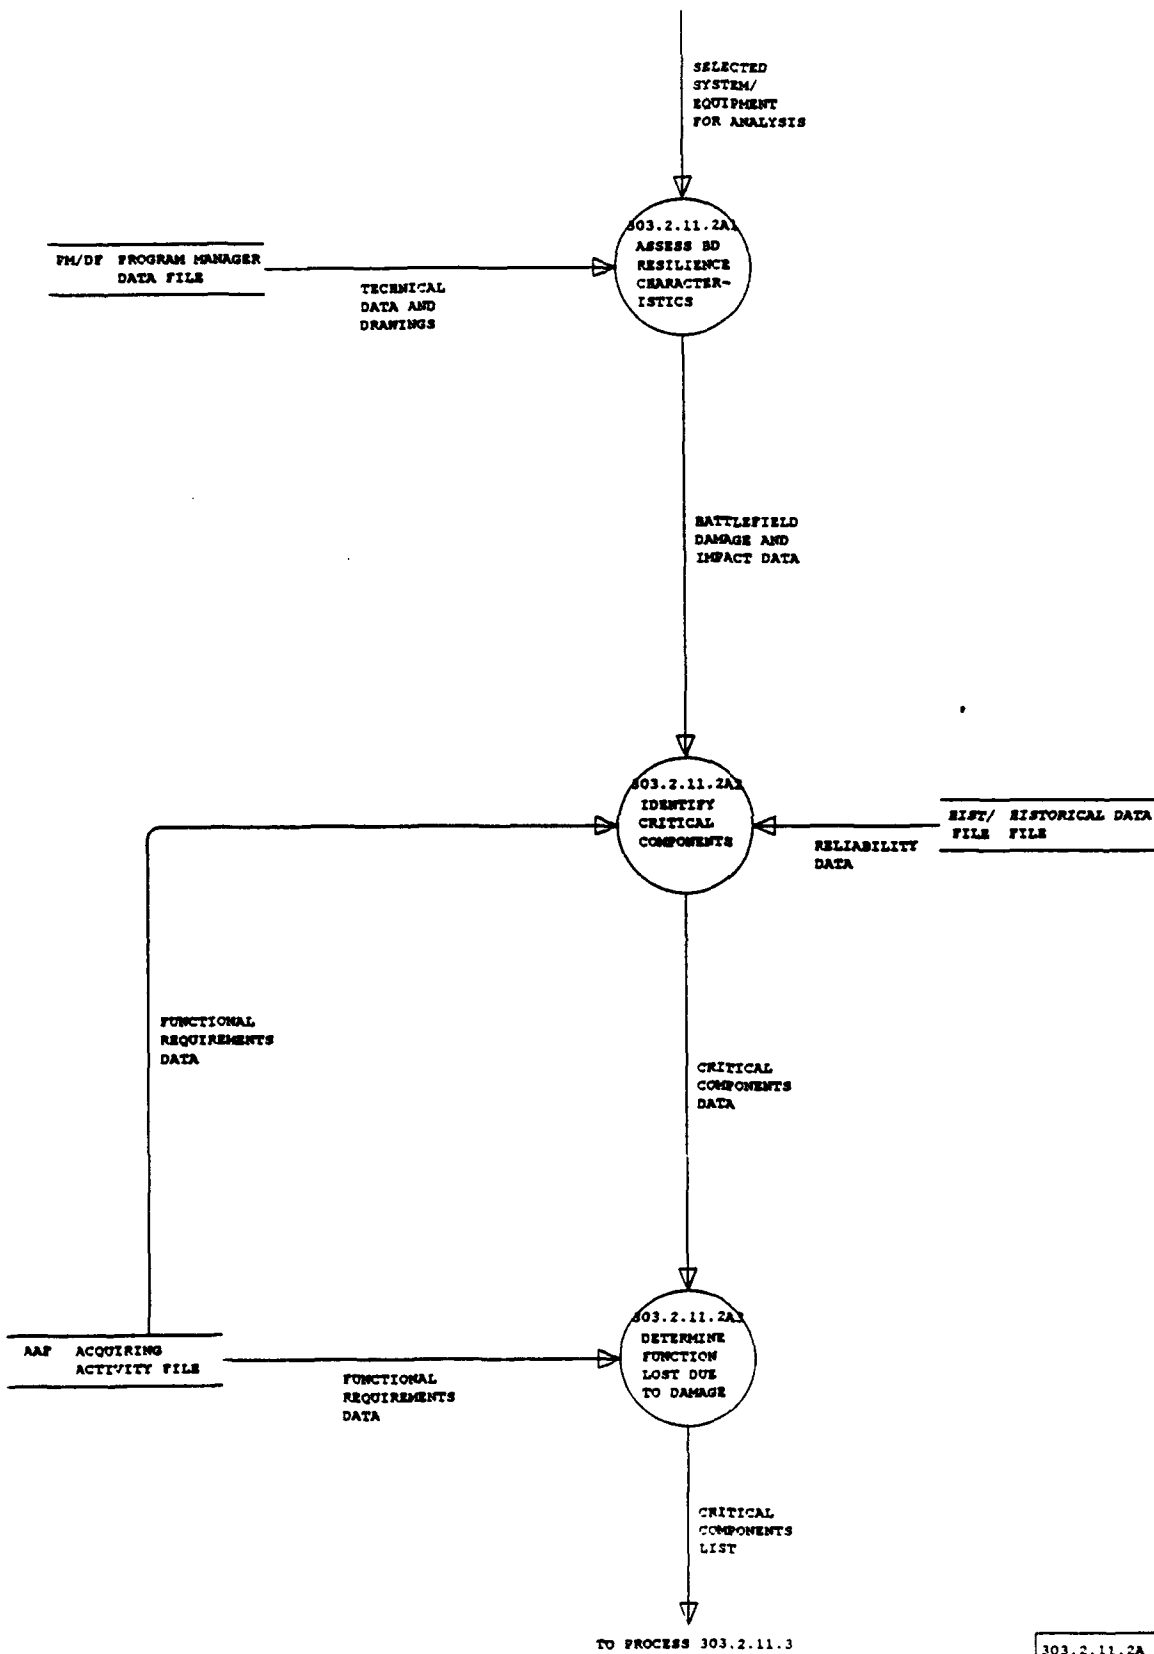 SELECTED
SYSTEM/
EQUIPMENT
FOR ANALYSIS
303.2.11.2A1
ASSESS BD
RESILIENCE
CHARACTER-
ISTICS
PM/DF PROGRAM MANAGER
DATA FILE
TECHNICAL
DATA AND
DRAWINGS
BATTLEFIELD
DAMAGE AND
IMPACT DATA
303.2.11.2A2
IDENTIFY
CRITICAL
COMPONENTS
HIST/ HISTORICAL DATA
FILE FILE
RELIABILITY
DATA
FUNCTIONAL
REQUIREMENTS
DATA
CRITICAL
COMPONENTS
DATA
303.2.11.2A3
DETERMINE
FUNCTION
LOST DUE
TO DAMAGE
AAF ACQUIRING
ACTIVITY FILE
FUNCTIONAL
REQUIREMENTS
DATA
CRITICAL
COMPONENTS
LIST
TO PROCESS 303.2.11.3
303.2.11.2A